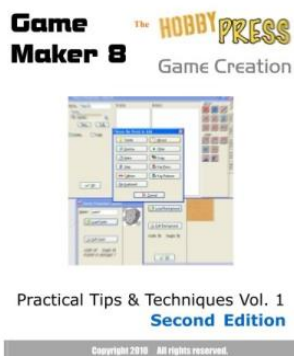 Game
Maker 8
The HOBBY PRESS
Game Creation
Practical Tips & Techniques Vol. 1
Second Edition
Copyright 2010 All rights reserved.